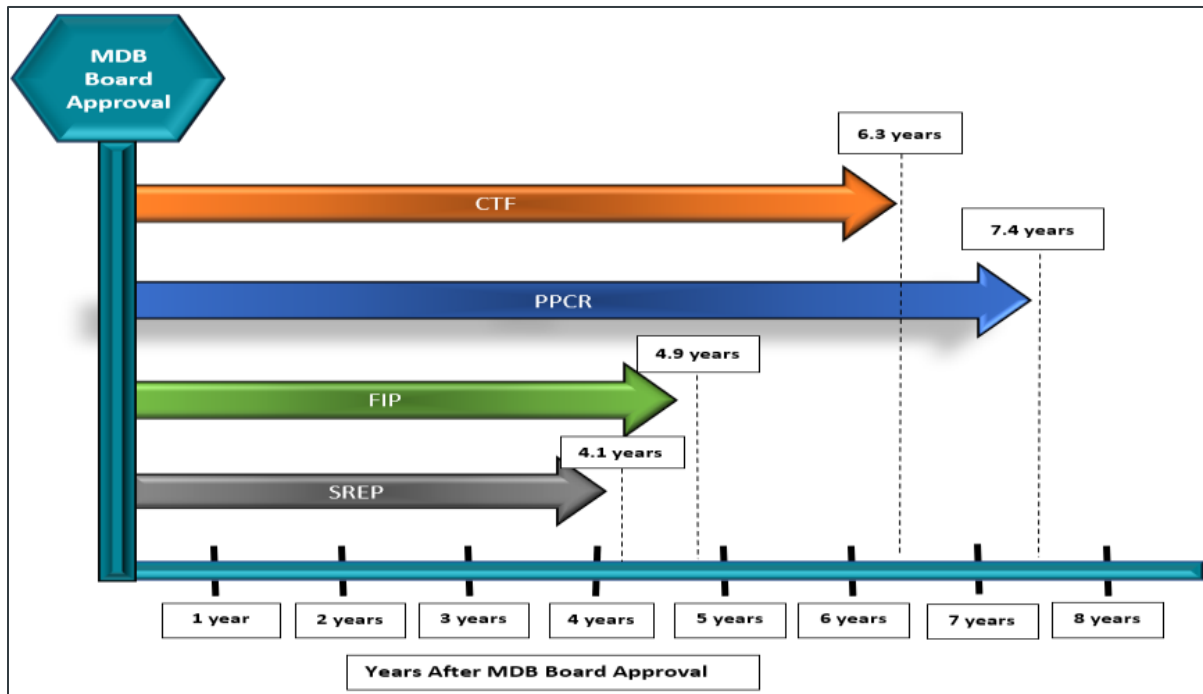 MDB
Board
Approval
6.3 years
CTF
7.4 years
PPCR
4.9 years
FIP
4.1 years
SREP
1 year
2 years
3 years
4 years
5 years
6 years
7 years
8 years
Years After MDB Board Approval